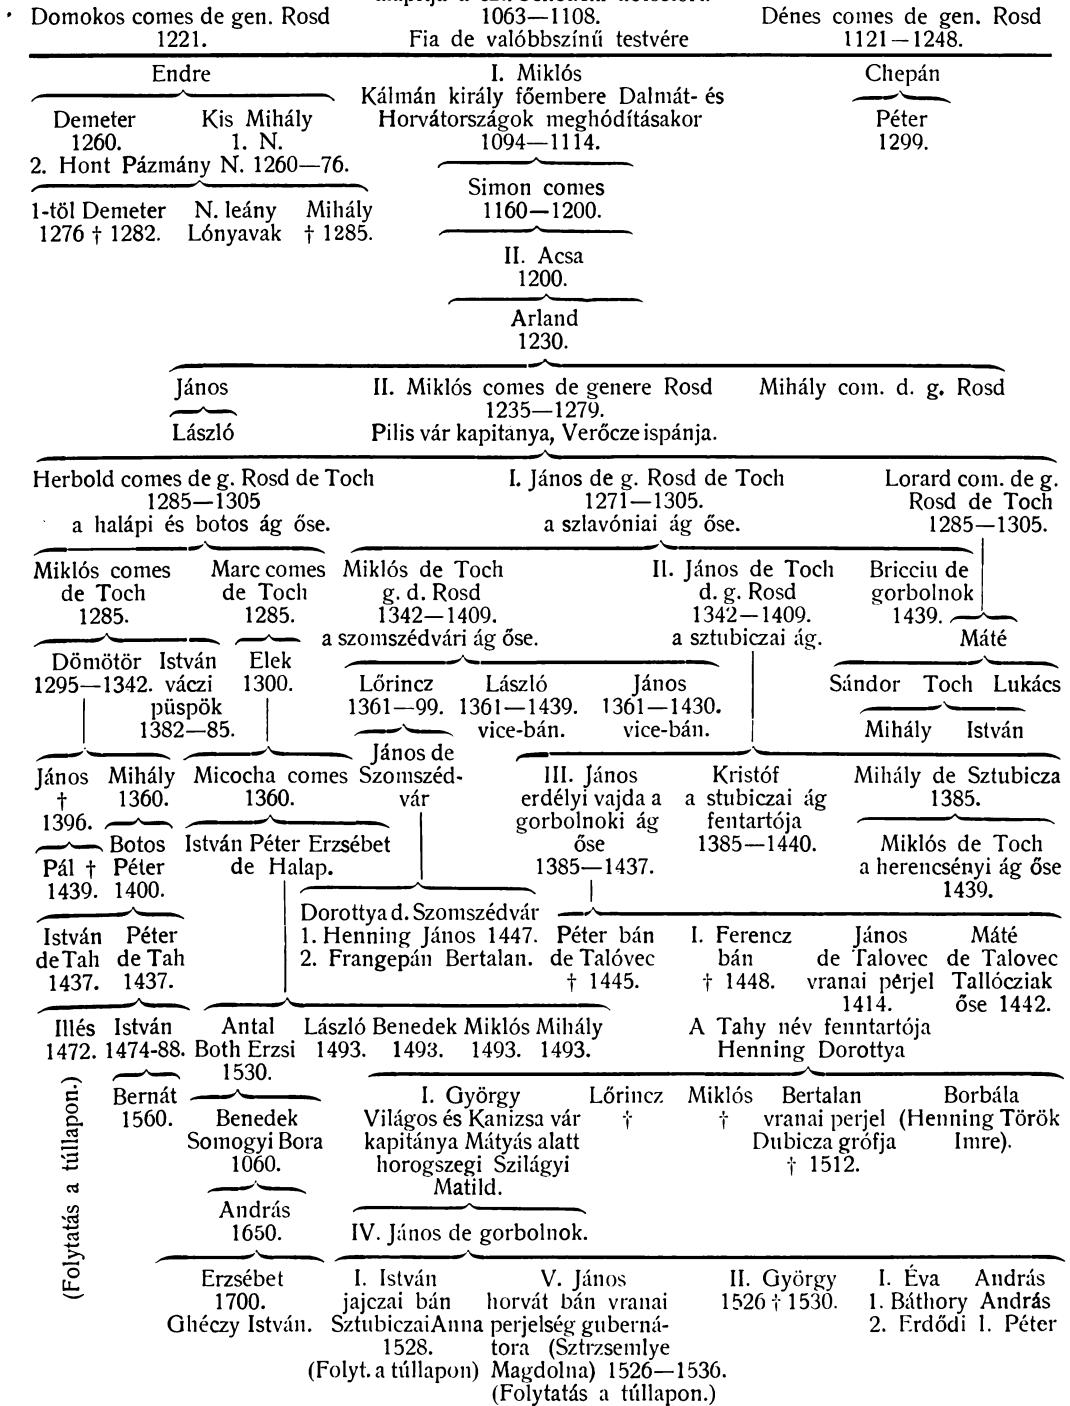 Domokos comes de gen. Rosd
1221.
1063—1108.
Fia de valóbbszínű testvére
Dénes comes de gen. Rosd
1121—1248.
Endre
I. Miklós
Kálmán király főembere Dalmát- és
Horvátországok meghódításakor
1094—1114.
Chepán
Péter
1299.
Demeter
1260.
Kis Mihály
1. N.
2. Hont Pázmány N. 1260—76.
1-töl Demeter
1276 † 1282.
N. leány
Lónyavak
Mihály
† 1285.
Simon comes
1160—1200.
II. Acsa
1200.
Arland
1230.
János
László
II. Miklós comes de genere Rosd
1235—1279.
Pilis vár kapitánya, Verőcze ispánja.
Mihály com. d. g. Rosd
Herbold comes de g. Rosd de Toch
1285—1305
a halápi és botos ág őse.
I. János de g. Rosd de Toch
1271—1305.
a szlavóniai ág őse.
Lorard com. de g.
Rosd de Toch
1285—1305.
Miklós comes
de Toch
1285.
Marc comes
de Toch
1285.
Miklós de Toch
g. d. Rosd
1342—1409.
a szomszédvári ág őse.
II. János de Toch
d. g. Rosd
1342—1409.
a sztubiczai ág.
Bricciu de
gorbolnok
1439.
Máté
Dömötör
1295—1342.
István
váczi
püspök
1382—85.
Elek
1300.
Lőrincz
1361—99.
László
1361—1439.
vice-bán.
János
1361—1430.
vice-bán.
Sándor Toch Lukács
Mihály István
János
†
1396.
Mihály
1360.
Micocha comes
1360.
János de
Szomszéd-
vár
III. János
erdélyi vajda a
gorbolnoki ág
őse
1385—1437.
Kristóf
a stubiczai ág
fentartója
1385—1440.
Mihály de Sztubicza
1385.
Miklós de Toch
a herencsényi ág őse
1439.
Pál †
1439.
Botos
Péter
1400.
István Péter Erzsébet
de Halap.
Dorottya d. Szomszédvár
1. Henning János 1447.
2. Frangepán Bertalan.
Péter bán
de Talóvec
† 1445.
I. Ferencz
bán
† 1448.
János
de Talovec
vranai perjel
1414.
Máté
de Talovec
Tallócziak
őse 1442.
István
de Tah
1437.
Péter
de Tah
1437.
Illés
1472.
István
1474-88.
Antal
Both Erzsi
1530.
László
1493.
Benedek
1493.
Miklós
1493.
Mihály
1493.
A Tahy név fenntartója
Henning Dorottya
(Folytatás a túllapon.)
Bernát
1560.
Benedek
Somogyi Bora
1060.
I. György
Világos és Kanizsa vár
kapitánya Mátyás alatt
horogszegi Szilágyi
Matild.
Lőrincz
†
Miklós
†
Bertalan
vranai perjel
Dubicza grófja
† 1512.
Borbála
(Henning Török
Imre).
András
1650.
IV. János de gorbolnok.
Erzsébet
1700.
Ghéczy István.
I. István
jajczai bán
Sztubiczai Anna
1528.
(Folyt. a túllapon)
V. János
horvát bán vranai
perjelség guberná-
tora (Sztrzsemlye
Magdolna) 1526—1536.
(Folytatás a túllapon.)
II. György
1526 † 1530.
I. Éva András
1. Báthory András
2. Erdődi I. Péter